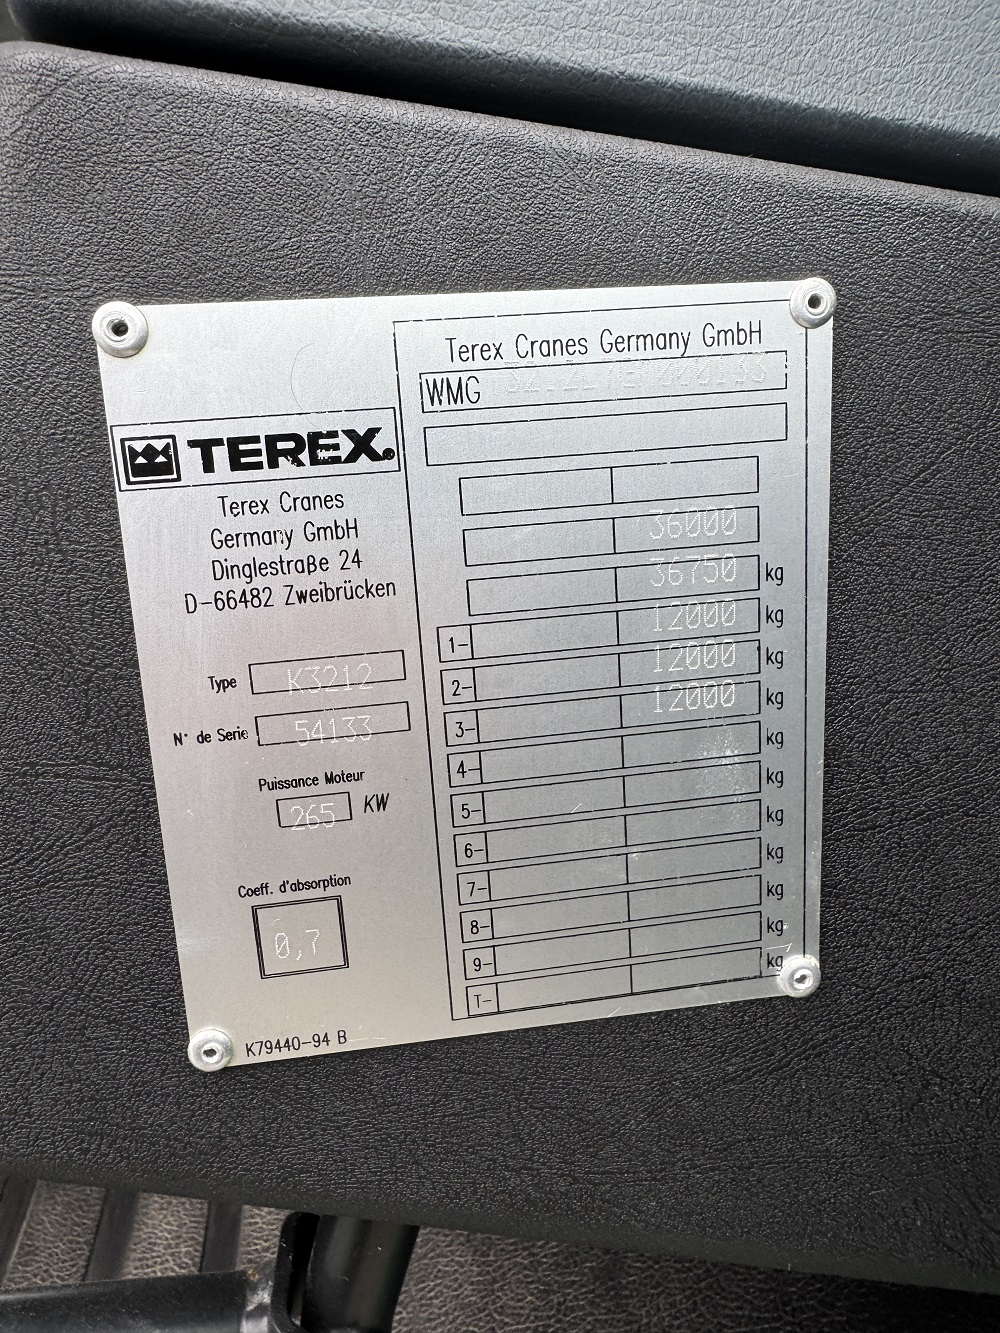 TEREX®
Terex Cranes
Germany GmbH
Dinglestraße 24
D-66482 Zweibrücken
Type K3212
N° de Serie 54133
Puissance Moteur
265 KW
Coeff. d'absorption
0,7
K79440-94 B
Terex Cranes Germany GmbH
WMG
36000
36750 kg
12000 kg
1- 12000 kg
2- 12000 kg
3- kg
4- kg
5- kg
6- kg
7- kg
8- kg
9- kg
T-